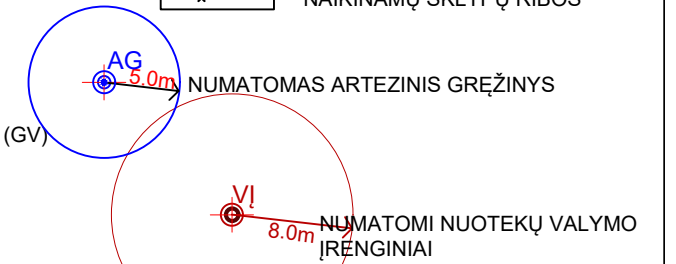 NAIKINAMŲ SKLYPŲ RIBOS
AG
5.0m
NUMATOMAS ARTEZINIS GRĘŽINYS
(GV)
VĮ
8.0m
NUMATOMI NUOTEKŲ VALYMO
ĮRENGINIAI